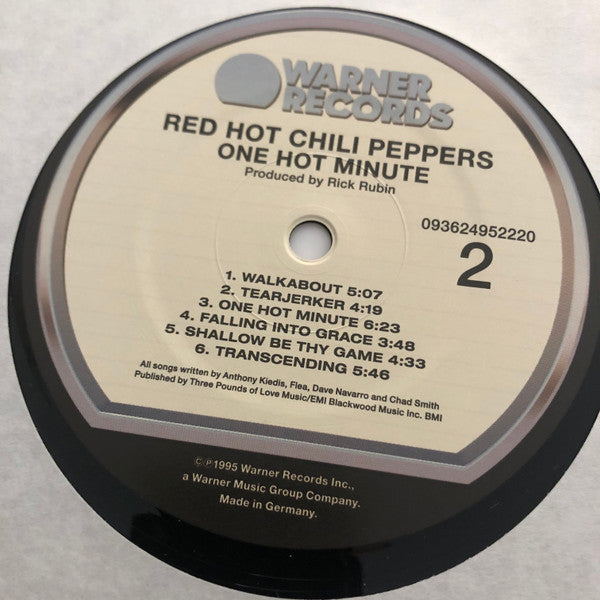 WARNER
RECORDS
RED HOT CHILI PEPPERS
ONE HOT MINUTE
Produced by Rick Rubin
093624952220
2
1. WALKABOUT 5:07
2. TEARJERKER 4:19
3. ONE HOT MINUTE 6:23
4. FALLING INTO GRACE 3:48
5. SHALLOW BE THY GAME 4:33
6. TRANSCENDING 5:46
All songs written by Anthony Kiedis, Flea, Dave Navarro and Chad Smith
Published by Three Pounds of Love Music/EMI Blackwood Music Inc. BMI
©℗1995 Warner Records Inc.,
a Warner Music Group Company.
Made in Germany.